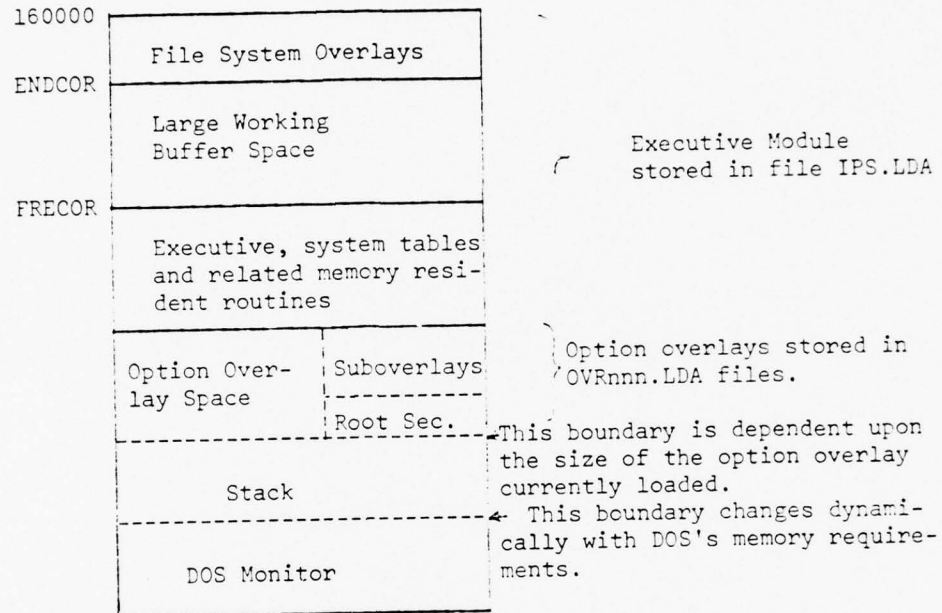 160000
File System Overlays
ENDCOR
Large Working
Buffer Space
Executive Module
stored in file IPS.LDA
FRECOR
Executive, system tables
and related memory resi-
dent routines
Option Over-
lay Space
Suboverlays
Root Sec.
Option overlays stored in
OVRnnn.LDA files.
This boundary is dependent upon
the size of the option overlay
currently loaded.
Stack
This boundary changes dynami-
cally with DOS's memory require-
ments.
DOS Monitor